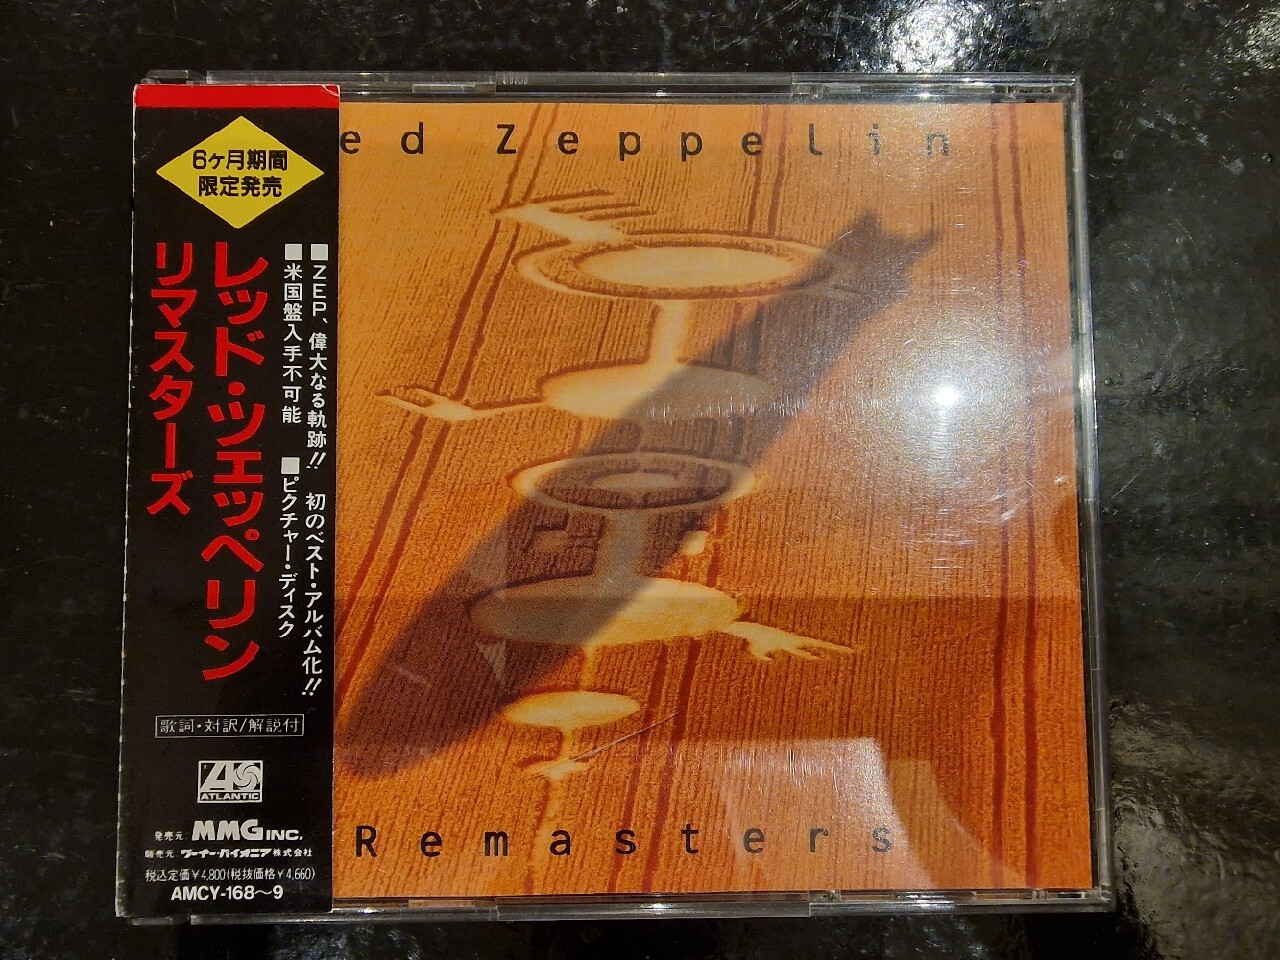 6ヶ月期間
限定発売
■ZEP、偉大なる軌跡!! 初のベスト・アルバム化!!
■米国盤入手不可能 ■ピクチャー・ディスク
レッド・ツェッペリン
リマスターズ
歌詞・対訳/解説付
ATLANTIC
発売元:MMG INC.
販売元:ワーナー・パイオニア株式会社
税込定価¥4,800(税抜価格¥4,660)
AMCY-168〜9
ed Zeppelin
Remasters